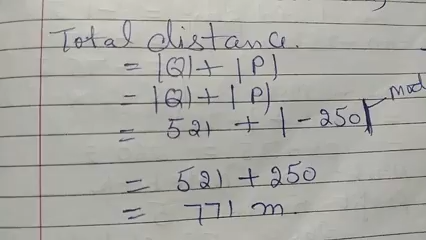 Total distance.
= |Q| + |P|
= |Q| + |P|
= 521 + |-250| mod
= 521 + 250
= 771 m.